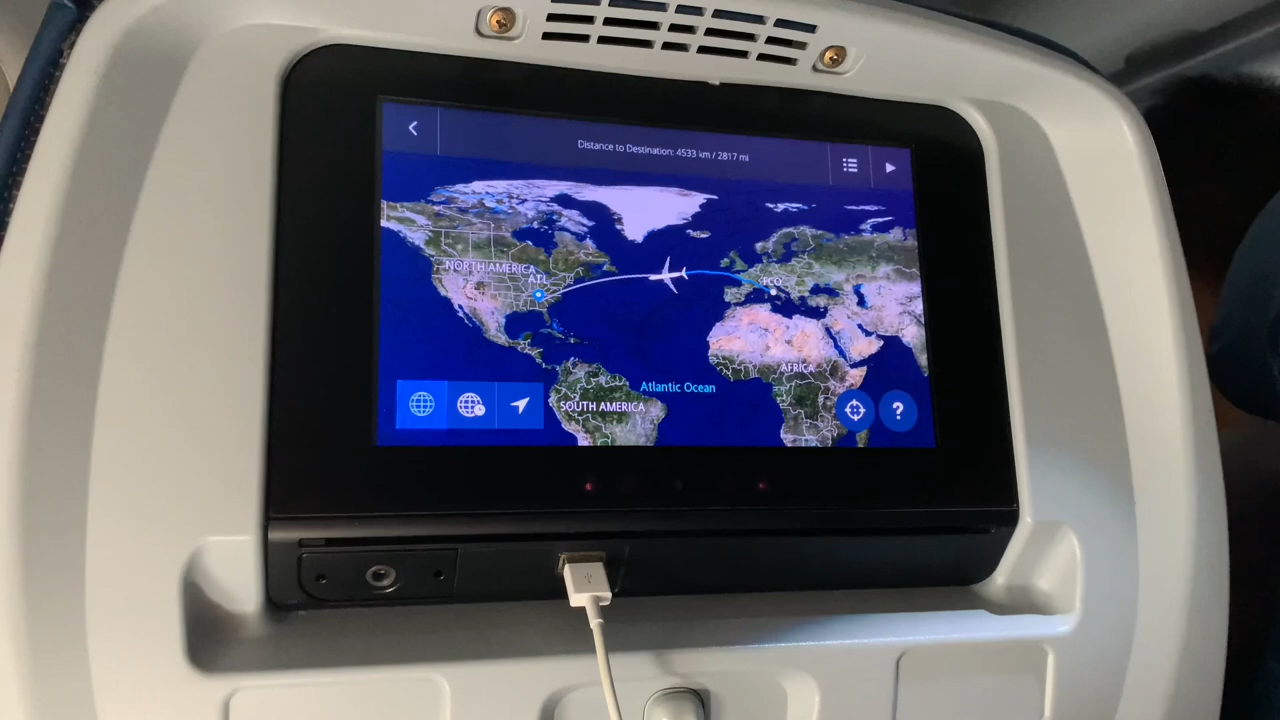 Distance to Destination: 4533 km / 2817 mi
NORTH AMERICA
ATL
FCO
AFRICA
Atlantic Ocean
SOUTH AMERICA
?